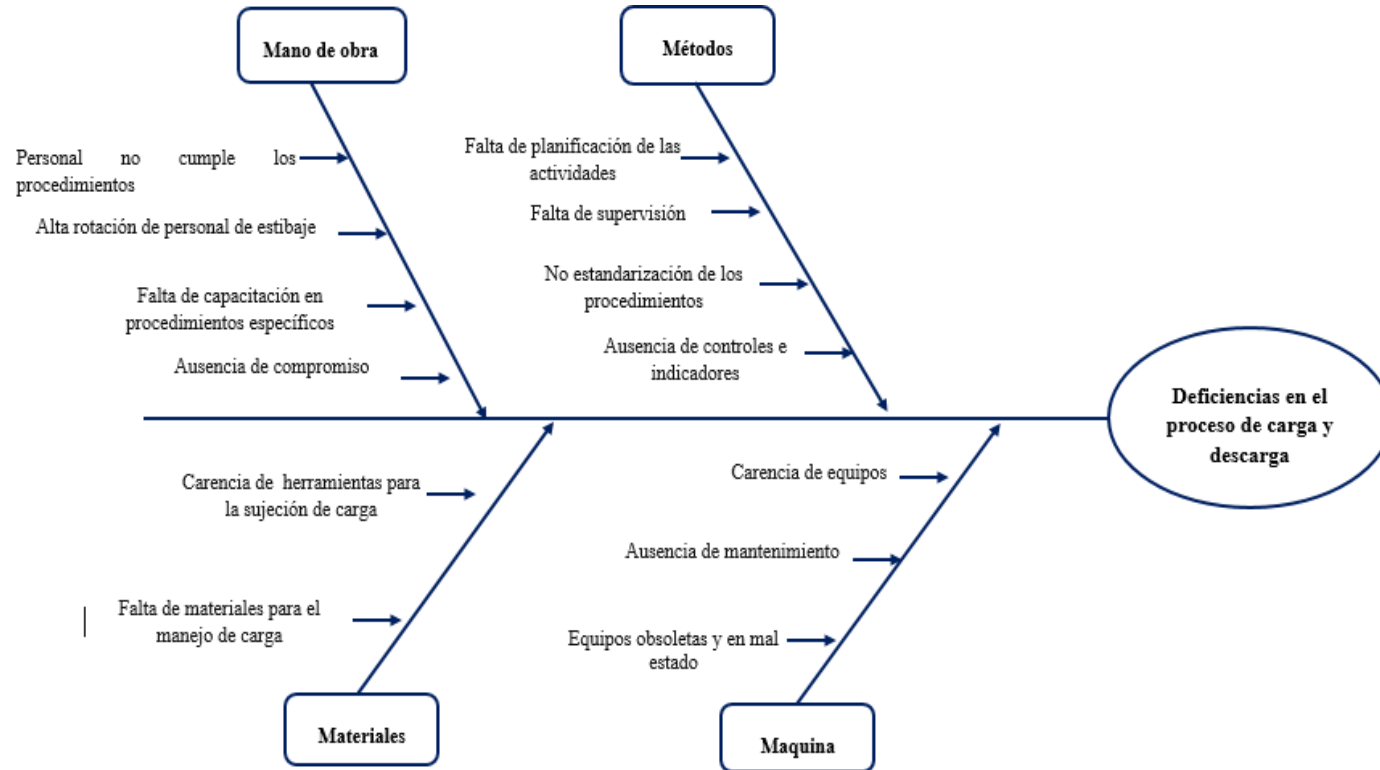 Mano de obra
Métodos
Personal no cumple los
procedimientos
Alta rotación de personal de estibaje
Falta de capacitación en
procedimientos específicos
Ausencia de compromiso
Falta de planificación de las
actividades
Falta de supervisión
No estandarización de los
procedimientos
Ausencia de controles e
indicadores
Deficiencias en el
proceso de carga y
descarga
Carencia de herramientas para
la sujeción de carga
Falta de materiales para el
manejo de carga
Carencia de equipos
Ausencia de mantenimiento
Equipos obsoletas y en mal
estado
Materiales
Maquina